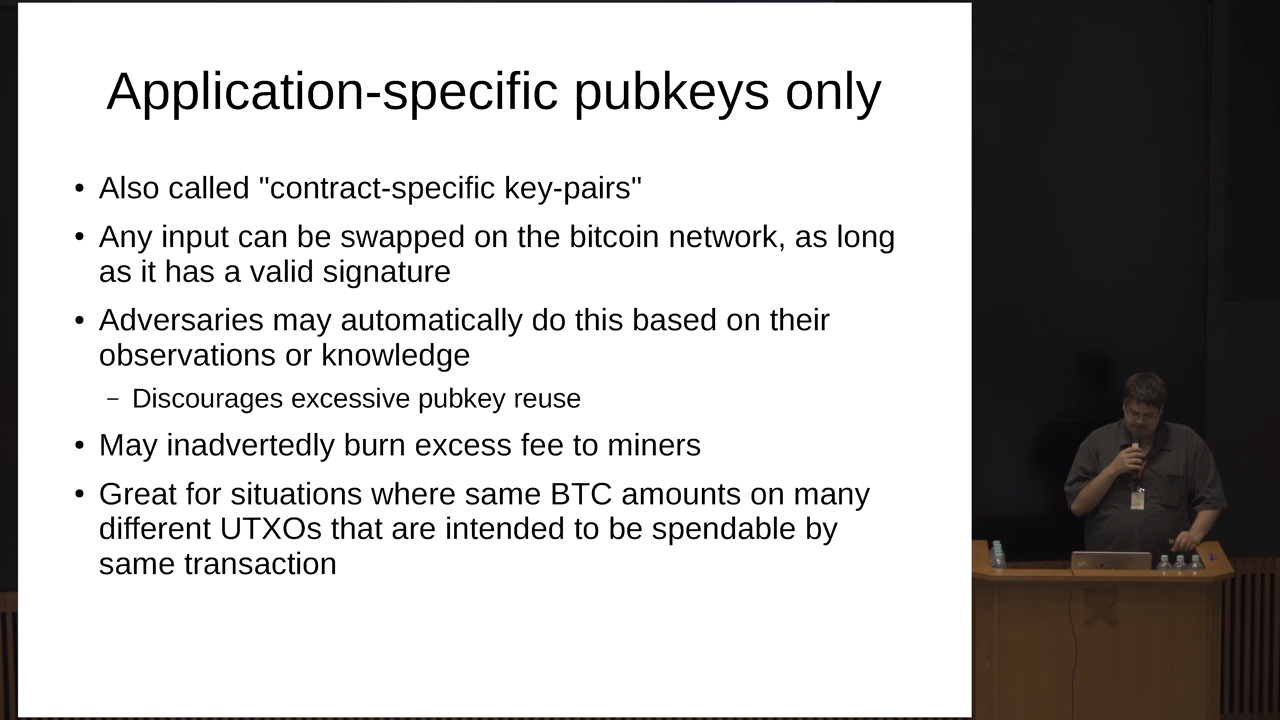 Application-specific pubkeys only
• Also called "contract-specific key-pairs"
• Any input can be swapped on the bitcoin network, as long
as it has a valid signature
• Adversaries may automatically do this based on their
observations or knowledge
– Discourages excessive pubkey reuse
• May inadvertedly burn excess fee to miners
• Great for situations where same BTC amounts on many
different UTXOs that are intended to be spendable by
same transaction